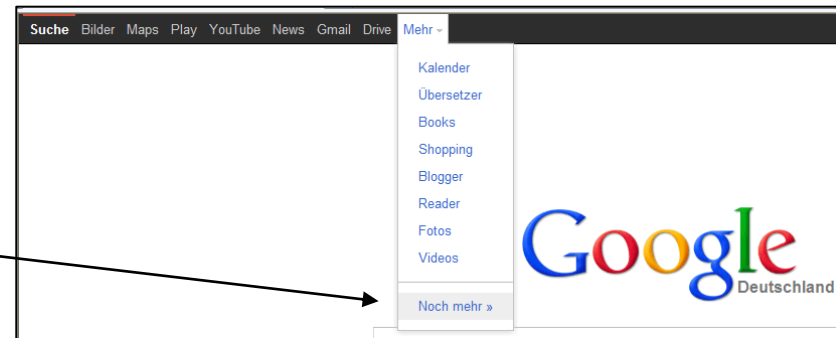 Suche Bilder Maps Play YouTube News Gmail Drive Mehr
Kalender
Übersetzer
Books
Shopping
Blogger
Reader
Fotos
Videos
Noch mehr »
Google
Deutschland